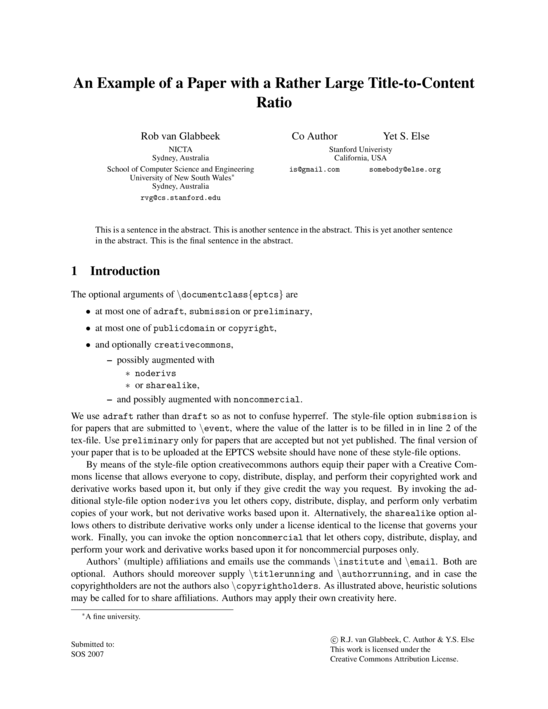 An Example of a Paper with a Rather Large Title-to-Content
Ratio
Rob van Glabbeek
NICTA
Sydney, Australia
School of Computer Science and Engineering
University of New South Wales*
Sydney, Australia
rvg@cs.stanford.edu
Co Author Yet S. Else
Stanford Univeristy
California, USA
is@gmail.com somebody@else.org
This is a sentence in the abstract. This is another sentence in the abstract. This is yet another sentence
in the abstract. This is the final sentence in the abstract.
1 Introduction
The optional arguments of \documentclass{eptcs} are
• at most one of adraft, submission or preliminary,
• at most one of publicdomain or copyright,
• and optionally creativecommons,
– possibly augmented with
* noderivs
* or sharealike,
– and possibly augmented with noncommercial.
We use adraft rather than draft so as not to confuse hyperref. The style-file option submission is
for papers that are submitted to \event, where the value of the latter is to be filled in in line 2 of the
tex-file. Use preliminary only for papers that are accepted but not yet published. The final version of
your paper that is to be uploaded at the EPTCS website should have none of these style-file options.
By means of the style-file option creativecommons authors equip their paper with a Creative Com-
mons license that allows everyone to copy, distribute, display, and perform their copyrighted work and
derivative works based upon it, but only if they give credit the way you request. By invoking the ad-
ditional style-file option noderivs you let others copy, distribute, display, and perform only verbatim
copies of your work, but not derivative works based upon it. Alternatively, the sharealike option al-
lows others to distribute derivative works only under a license identical to the license that governs your
work. Finally, you can invoke the option noncommercial that let others copy, distribute, display, and
perform your work and derivative works based upon it for noncommercial purposes only.
Authors' (multiple) affiliations and emails use the commands \institute and \email. Both are
optional. Authors should moreover supply \titlerunning and \authorrunning, and in case the
copyrightholders are not the authors also \copyrightholders. As illustrated above, heuristic solutions
may be called for to share affiliations. Authors may apply their own creativity here.
*A fine university.
Submitted to:
SOS 2007
© R.J. van Glabbeek, C. Author & Y.S. Else
This work is licensed under the
Creative Commons Attribution License.